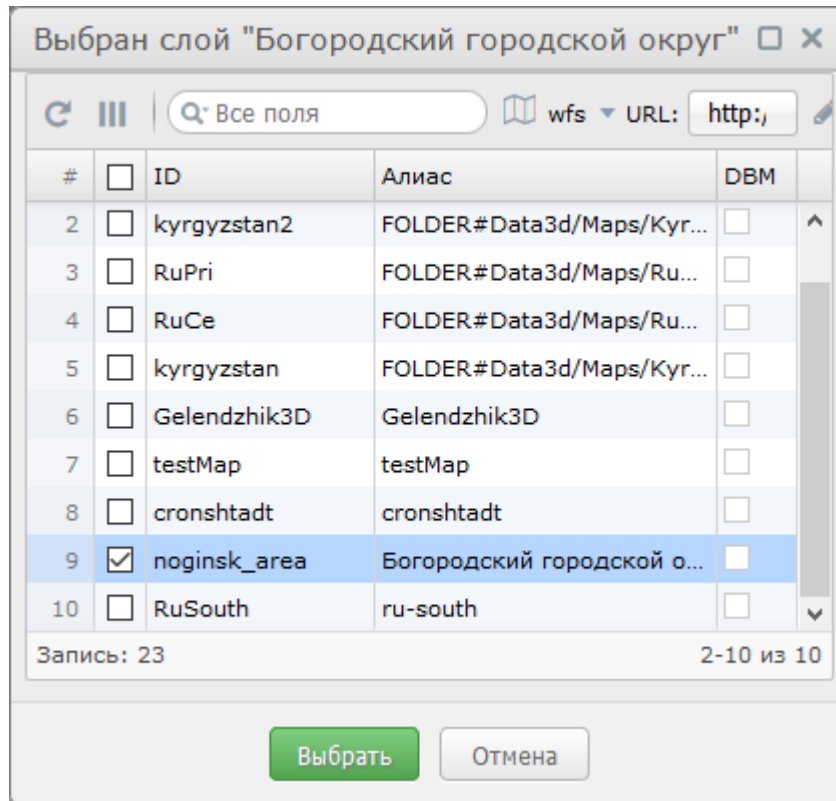 Выбран слой "Богородский городской округ"
Все поля wfs URL: http:/
# ID Алиас DBM
2 kyrgyzstan2 FOLDER#Data3d/Maps/Kyr...
3 RuPri FOLDER#Data3d/Maps/Ru...
4 RuCe FOLDER#Data3d/Maps/Ru...
5 kyrgyzstan FOLDER#Data3d/Maps/Kyr...
6 Gelendzhik3D Gelendzhik3D
7 testMap testMap
8 cronshtadt cronshtadt
9 noginsk_area Богородский городской о...
10 RuSouth ru-south
Запись: 23 2-10 из 10
Выбрать Отмена